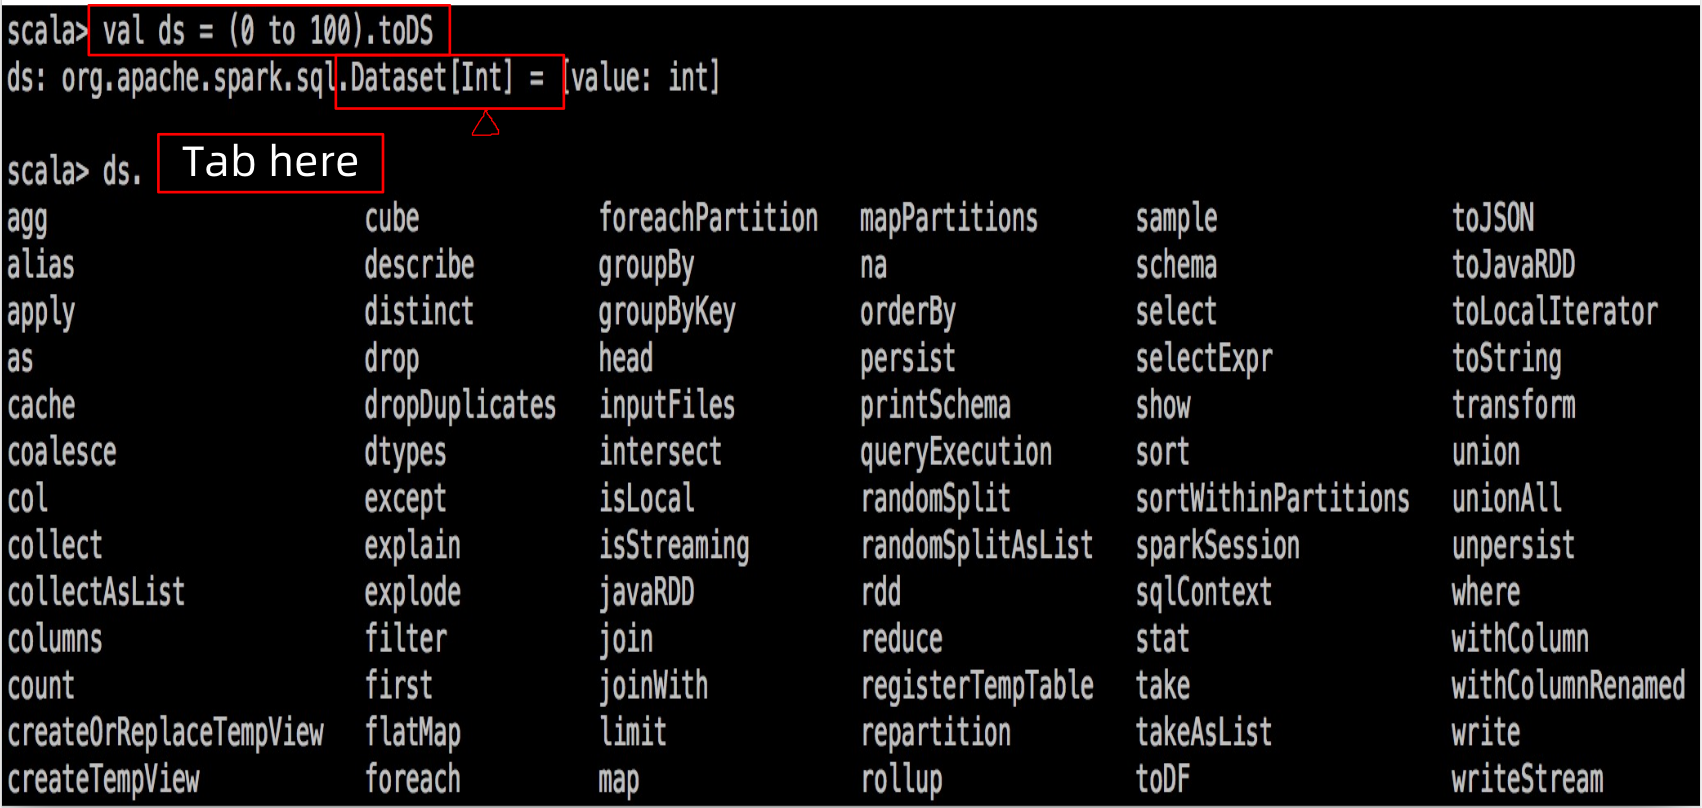 scala> val ds = (0 to 100).toDS
ds: org.apache.spark.sql.Dataset[Int] = [value: int]
scala> ds. Tab here
agg cube foreachPartition mapPartitions sample toJSON
alias describe groupBy na schema toJavaRDD
apply distinct groupByKey orderBy select toLocalIterator
as drop head persist selectExpr toString
cache dropDuplicates inputFiles printSchema show transform
coalesce dtypes intersect queryExecution sort union
col except isLocal randomSplit sortWithinPartitions unionAll
collect explain isStreaming randomSplitAsList sparkSession unpersist
collectAsList explode javaRDD rdd sqlContext where
columns filter join reduce stat withColumn
count first joinWith registerTempTable take withColumnRenamed
createOrReplaceTempView flatMap limit repartition takeAsList write
createTempView foreach map rollup toDF writeStream